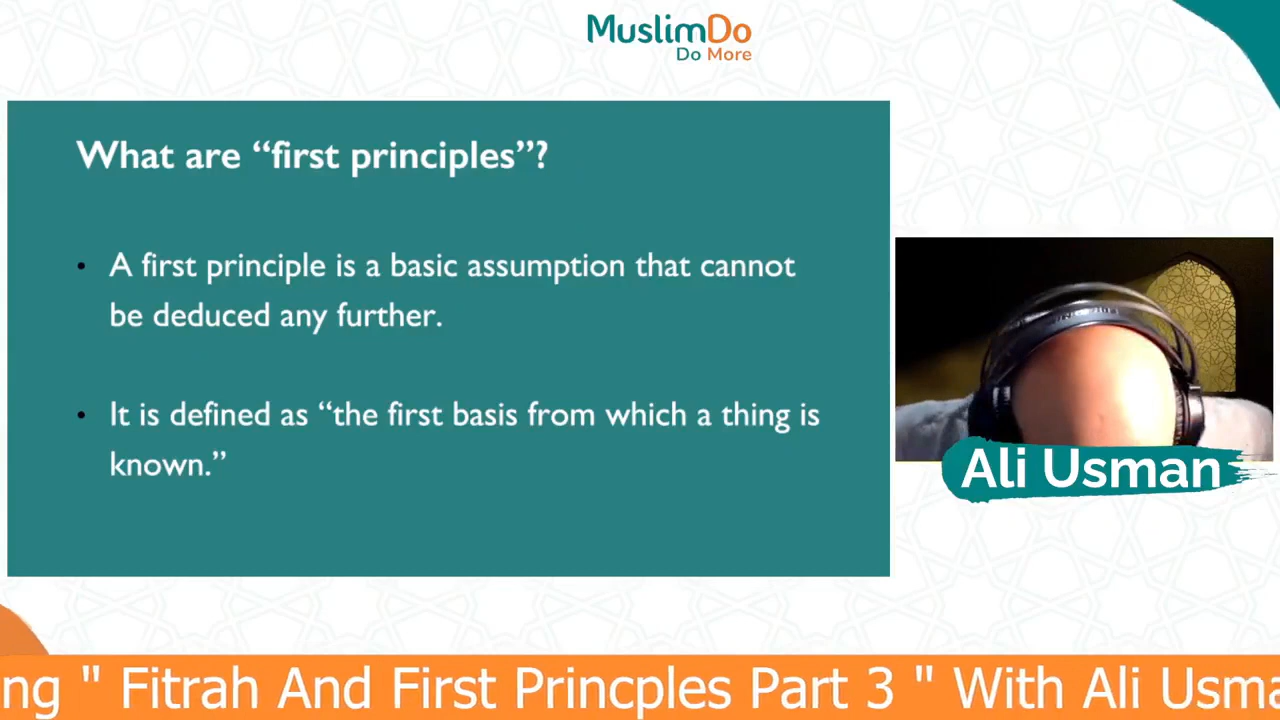 MuslimDo
Do More
What are “first principles”?
• A first principle is a basic assumption that cannot
be deduced any further.
• It is defined as “the first basis from which a thing is
known.”
Ali Usman
ng " Fitrah And First Princples Part 3 " With Ali Usma